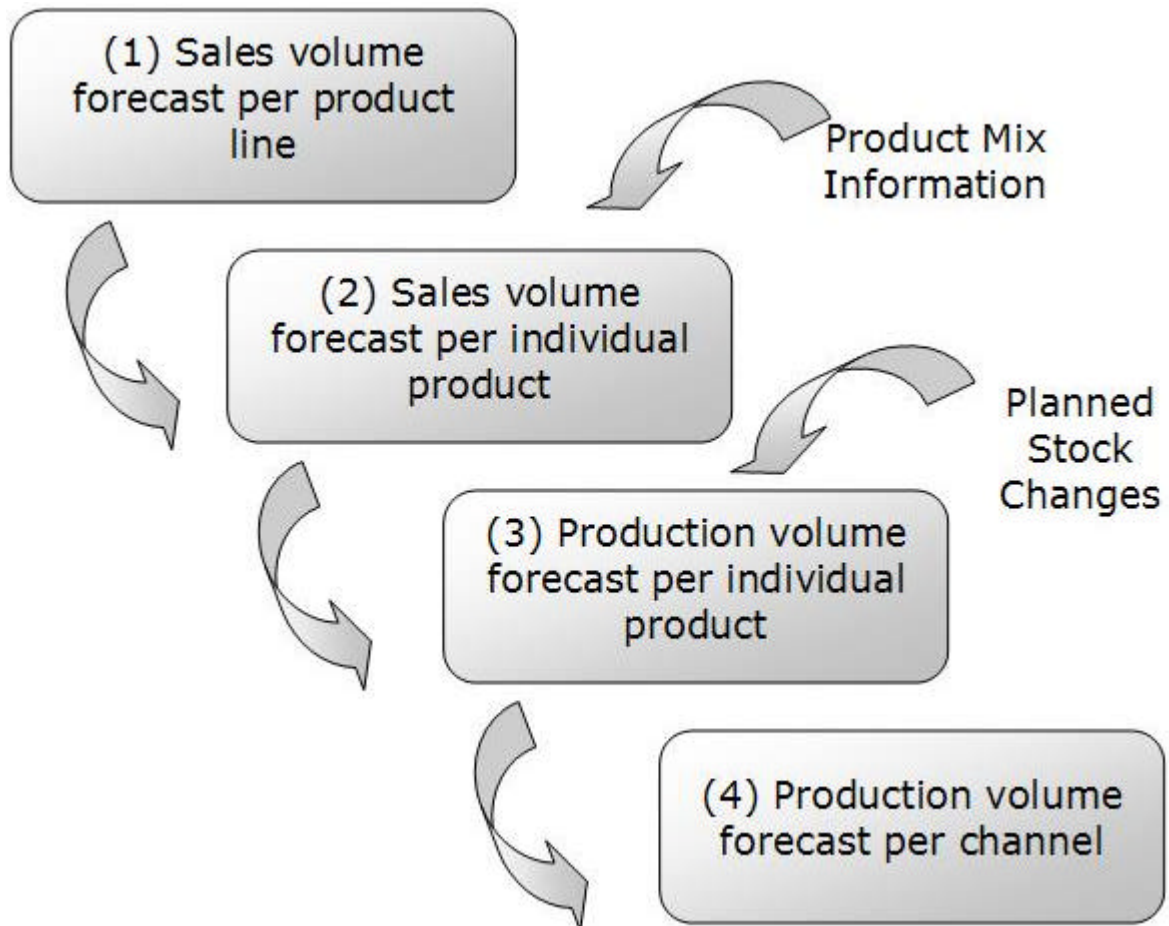 (1) Sales volume
forecast per product
line
Product Mix
Information
(2) Sales volume
forecast per individual
product
Planned
Stock
Changes
(3) Production volume
forecast per individual
product
(4) Production volume
forecast per channel